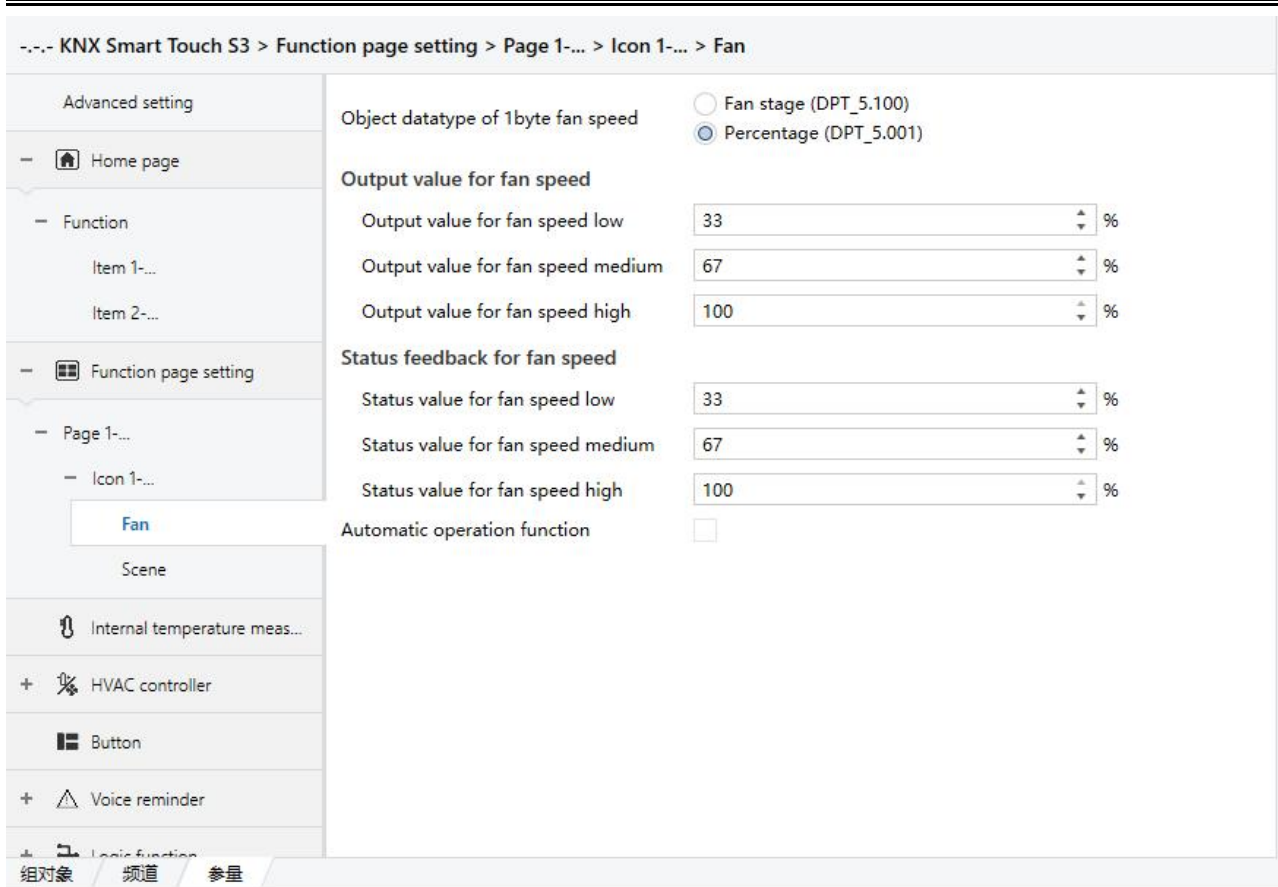 -.-.- KNX Smart Touch S3 > Function page setting > Page 1-... > Icon 1-... > Fan
Advanced setting
Home page
Function
Item 1-...
Item 2-...
Function page setting
Page 1-...
Icon 1-...
Fan
Scene
Internal temperature meas...
HVAC controller
Button
Voice reminder
Logic function
Object datatype of 1byte fan speed
Fan stage (DPT_5.100)
Percentage (DPT_5.001)
Output value for fan speed
Output value for fan speed low 33 %
Output value for fan speed medium 67 %
Output value for fan speed high 100 %
Status feedback for fan speed
Status value for fan speed low 33 %
Status value for fan speed medium 67 %
Status value for fan speed high 100 %
Automatic operation function
组对象 频道 参量